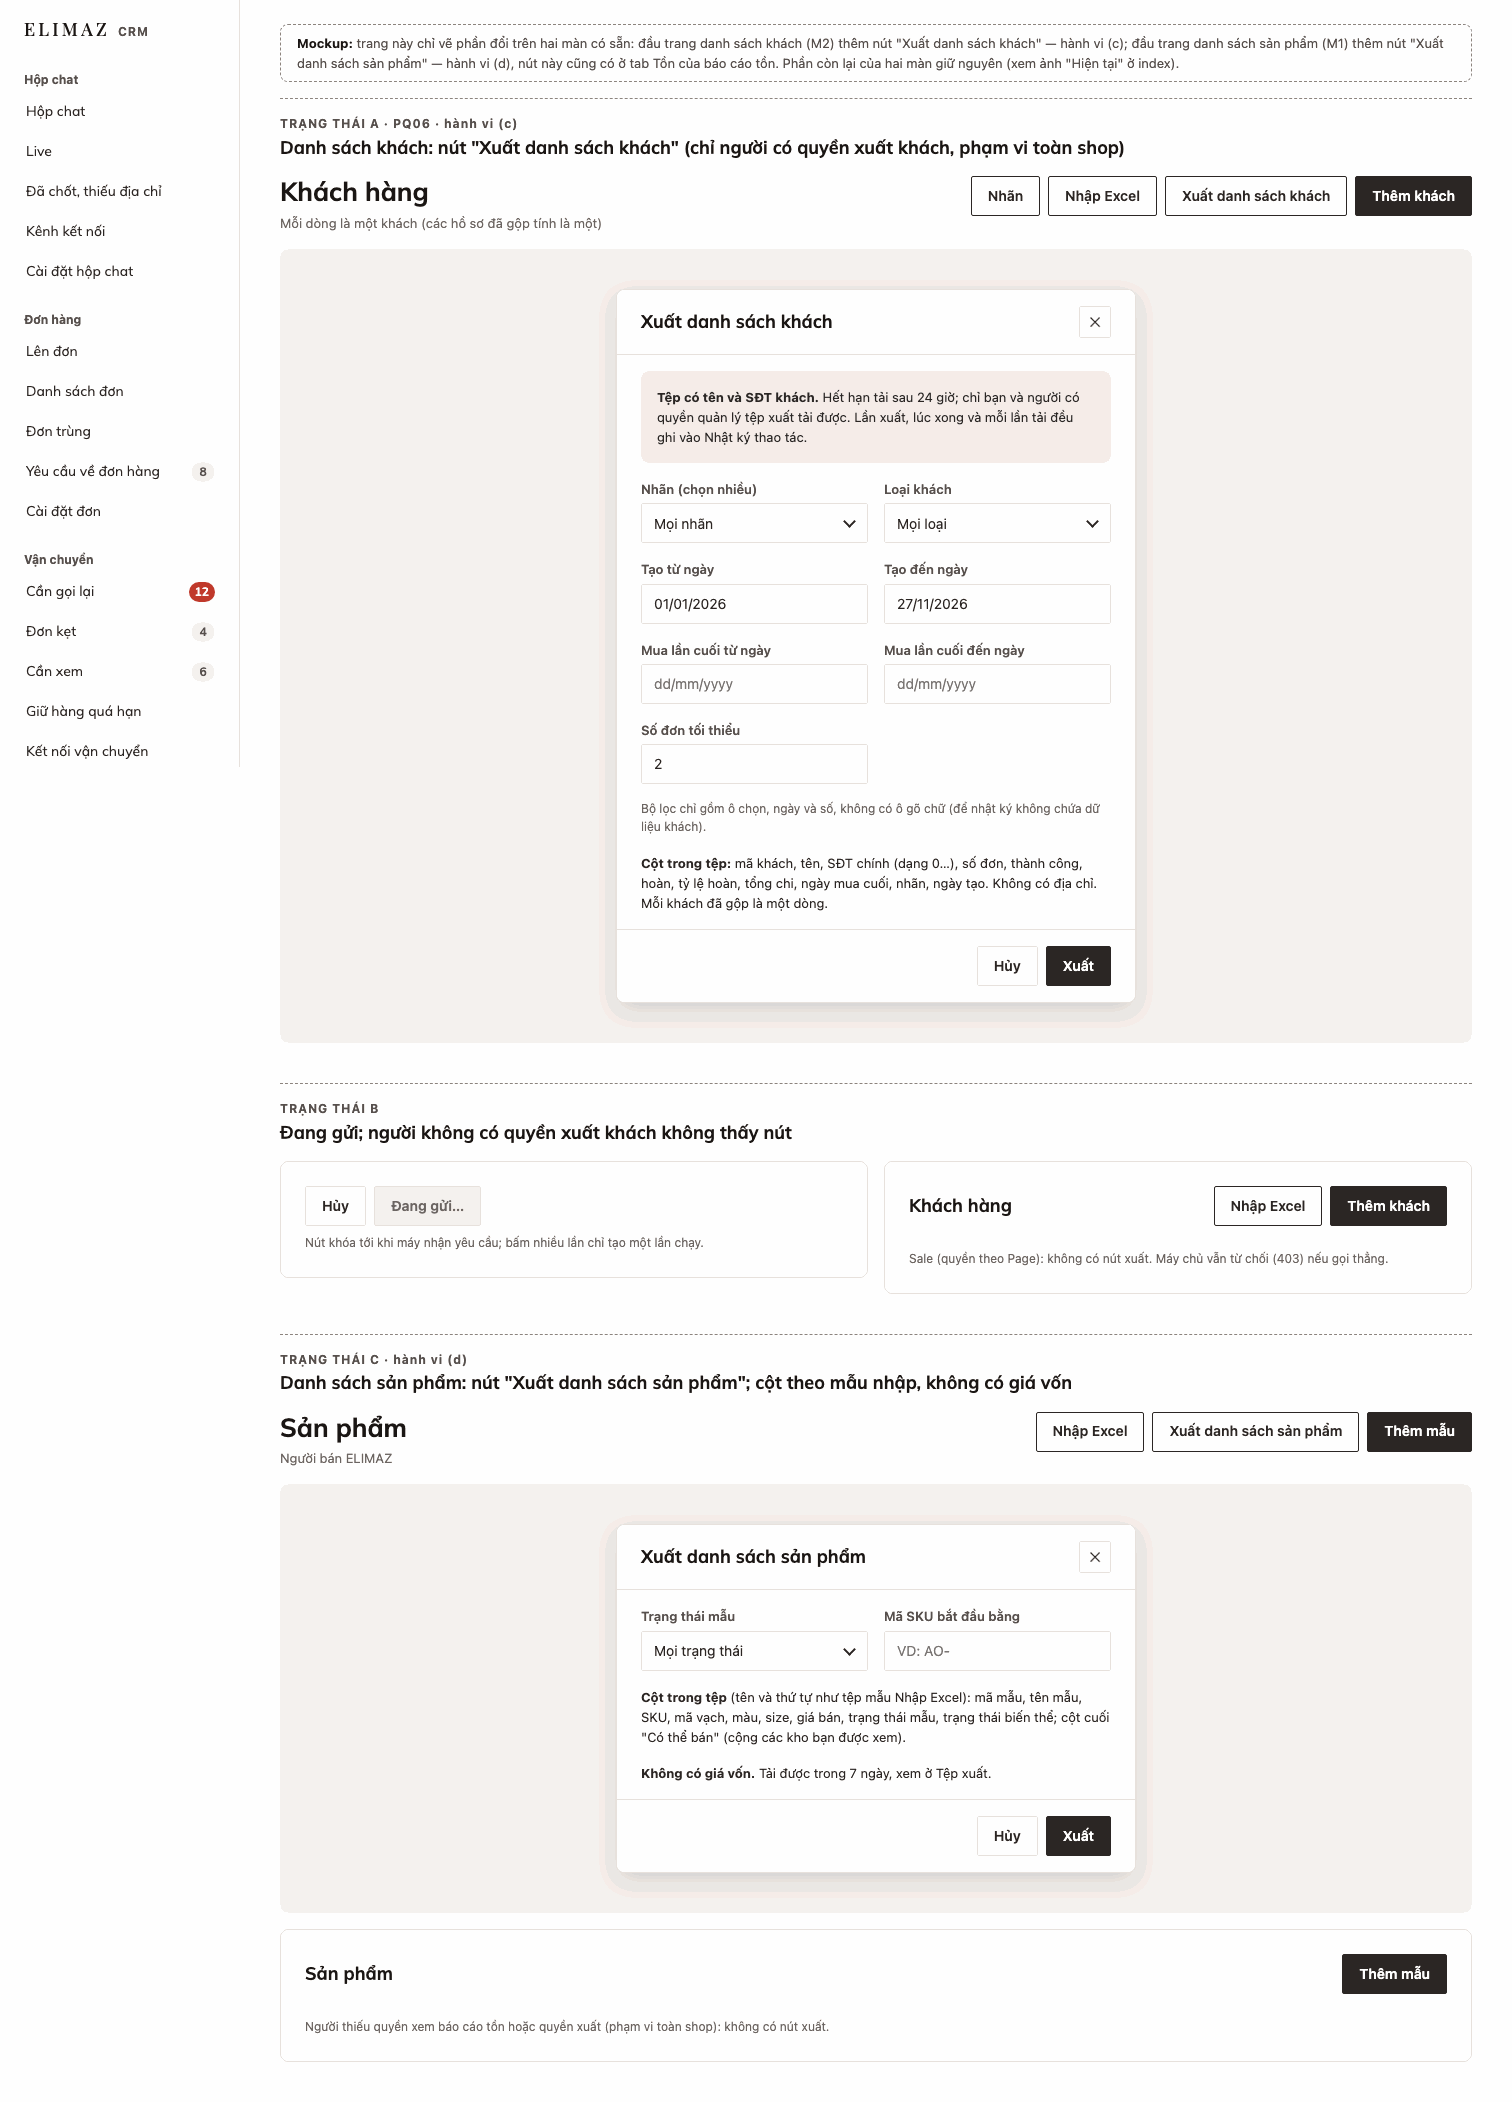 ELIMAZ CRM
Hộp chat
Hộp chat
Live
Đã chốt, thiếu địa chỉ
Kênh kết nối
Cài đặt hộp chat
Đơn hàng
Lên đơn
Danh sách đơn
Đơn trùng
Yêu cầu về đơn hàng 8
Cài đặt đơn
Vận chuyển
Cần gọi lại 12
Đơn kẹt 4
Cần xem 6
Giữ hàng quá hạn
Kết nối vận chuyển
Mockup: trang này chỉ vẽ phần đổi trên hai màn có sẵn: đầu trang danh sách khách (M2) thêm nút "Xuất danh sách khách" — hành vi (c); đầu trang danh sách sản phẩm (M1) thêm nút "Xuất
danh sách sản phẩm" — hành vi (d), nút này cũng có ở tab Tồn của báo cáo tồn. Phần còn lại của hai màn giữ nguyên (xem ảnh "Hiện tại" ở index).
TRẠNG THÁI A · PQ06 · hành vi (c)
Danh sách khách: nút "Xuất danh sách khách" (chỉ người có quyền xuất khách, phạm vi toàn shop)
Khách hàng
Mỗi dòng là một khách (các hồ sơ đã gộp tính là một)
Nhãn
Nhập Excel
Xuất danh sách khách
Thêm khách
Xuất danh sách khách
Tệp có tên và SĐT khách. Hết hạn tải sau 24 giờ; chỉ bạn và người có
quyền quản lý tệp xuất tải được. Lần xuất, lúc xong và mỗi lần tải đều
ghi vào Nhật ký thao tác.
Nhãn (chọn nhiều)
Loại khách
Mọi nhãn
Mọi loại
Tạo từ ngày
Tạo đến ngày
01/01/2026
27/11/2026
Mua lần cuối từ ngày
Mua lần cuối đến ngày
dd/mm/yyyy
dd/mm/yyyy
Số đơn tối thiểu
2
Bộ lọc chỉ gồm ô chọn, ngày và số, không có ô gõ chữ (để nhật ký không chứa dữ
liệu khách).
Cột trong tệp: mã khách, tên, SĐT chính (dạng 0…), số đơn, thành công,
hoàn, tỷ lệ hoàn, tổng chi, ngày mua cuối, nhãn, ngày tạo. Không có địa chỉ.
Mỗi khách đã gộp là một dòng.
Hủy
Xuất
TRẠNG THÁI B
Đang gửi; người không có quyền xuất khách không thấy nút
Hủy
Đang gửi…
Nút khóa tới khi máy nhận yêu cầu; bấm nhiều lần chỉ tạo một lần chạy.
Khách hàng
Nhập Excel
Thêm khách
Sale (quyền theo Page): không có nút xuất. Máy chủ vẫn từ chối (403) nếu gọi thẳng.
TRẠNG THÁI C · hành vi (d)
Danh sách sản phẩm: nút "Xuất danh sách sản phẩm"; cột theo mẫu nhập, không có giá vốn
Sản phẩm
Người bán ELIMAZ
Nhập Excel
Xuất danh sách sản phẩm
Thêm mẫu
Xuất danh sách sản phẩm
Trạng thái mẫu
Mã SKU bắt đầu bằng
Mọi trạng thái
VD: AO-
Cột trong tệp (tên và thứ tự như tệp mẫu Nhập Excel): mã mẫu, tên mẫu,
SKU, mã vạch, màu, size, giá bán, trạng thái mẫu, trạng thái biến thể; cột cuối
"Có thể bán" (cộng các kho bạn được xem).
Không có giá vốn. Tải được trong 7 ngày, xem ở Tệp xuất.
Hủy
Xuất
Sản phẩm
Thêm mẫu
Người thiếu quyền xem báo cáo tồn hoặc quyền xuất (phạm vi toàn shop): không có nút xuất.